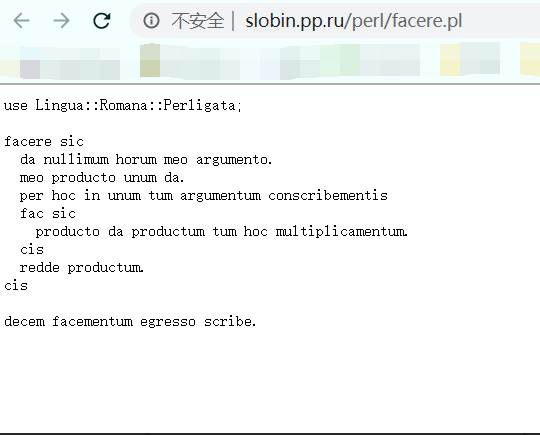 不安全
slobin.pp.ru/perl/facere.pl
use Lingua::Romana::Perligata;
facere sic
da nullimum horum meo argumento.
meo producto unum da.
per hoc in unum tum argumentum conscribementis
fac sic
producto da productum tum hoc multiplicamentum.
cis
redde productum.
cis
decem facementum egresso scribe.